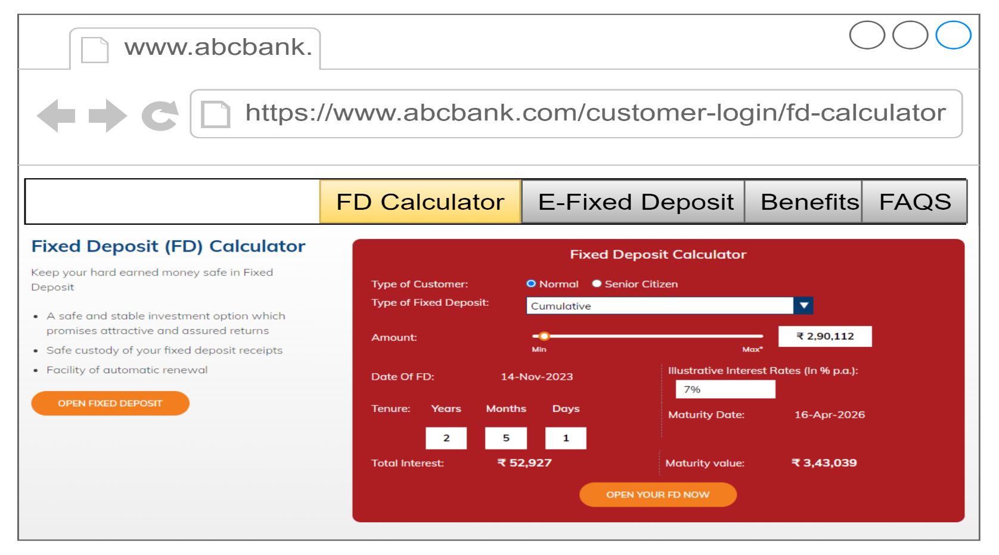 www.abcbank.
https://www.abcbank.com/customer-login/fd-calculator
FD Calculator E-Fixed Deposit Benefits FAQS
Fixed Deposit (FD) Calculator
Keep your hard earned money safe in Fixed
Deposit
• A safe and stable investment option which
promises attractive and assured returns
• Safe custody of your fixed deposit receipts
• Facility of automatic renewal
OPEN FIXED DEPOSIT
Fixed Deposit Calculator
Type of Customer: Normal Senior Citizen
Type of Fixed Deposit: Cumulative
Amount: ₹ 2,90,112
Min Max*
Date Of FD: 14-Nov-2023
Illustrative Interest Rates (In % p.a.):
7%
Tenure: Years Months Days
Maturity Date: 16-Apr-2026
2 5 1
Total Interest: ₹ 52,927 Maturity value: ₹ 3,43,039
OPEN YOUR FD NOW